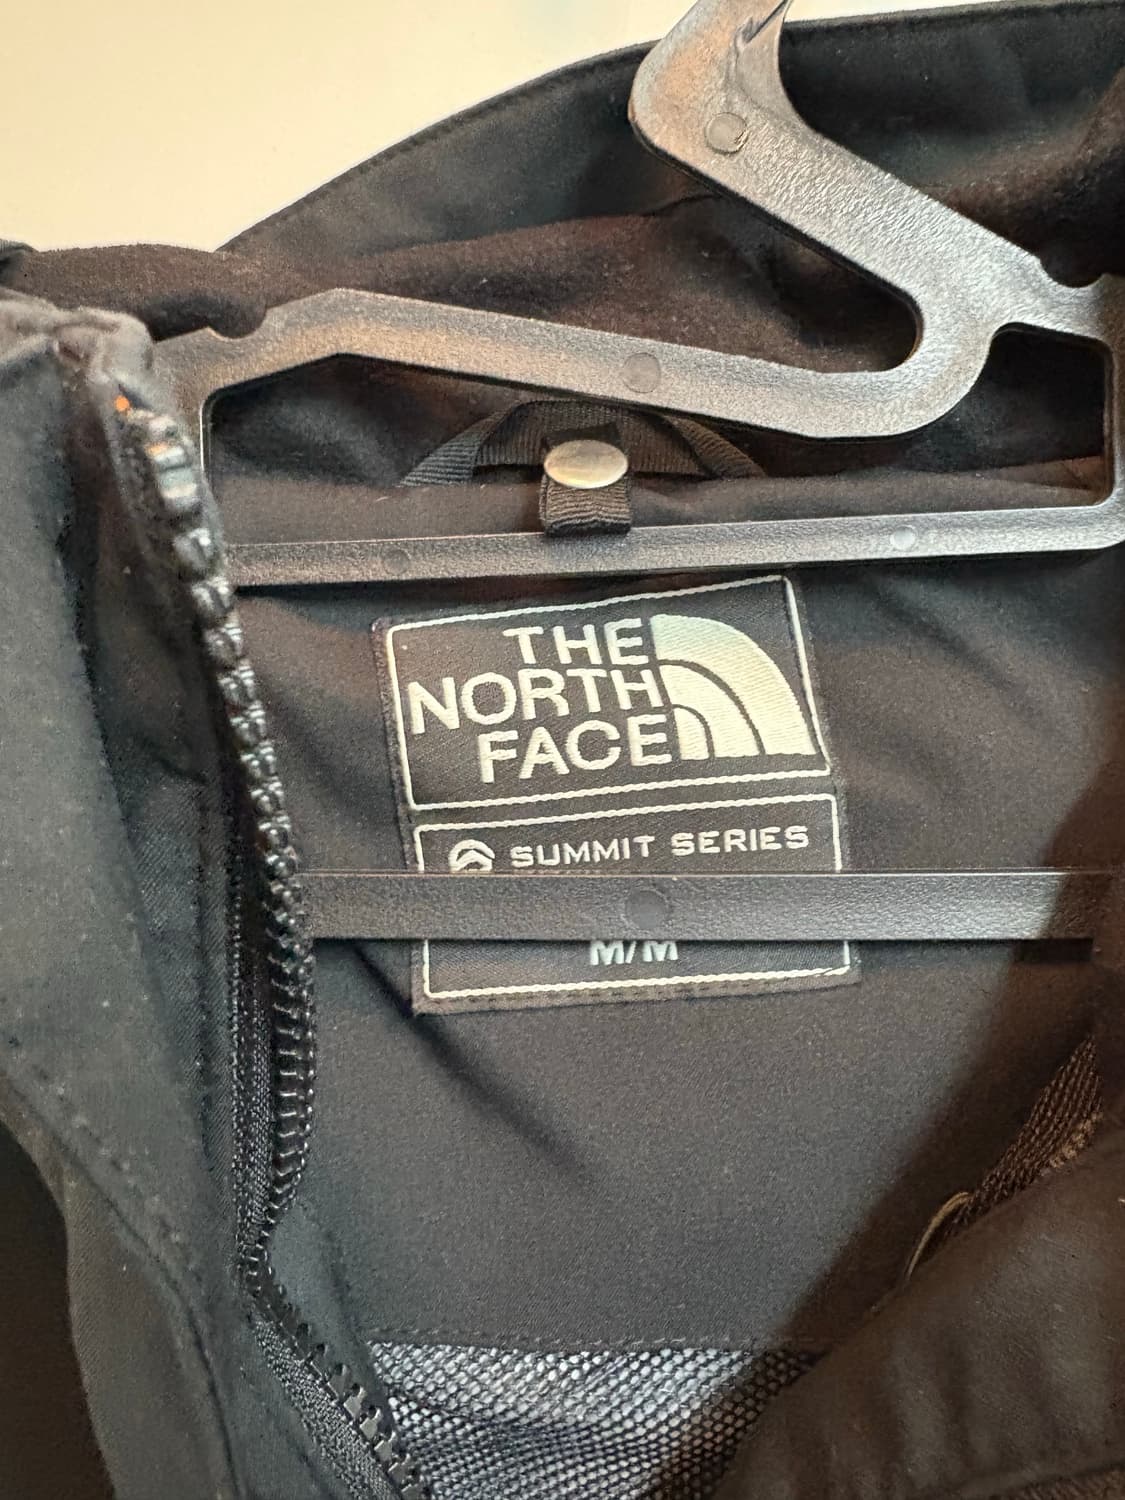 THE
NORTH
FACE
SUMMIT SERIES
M/M